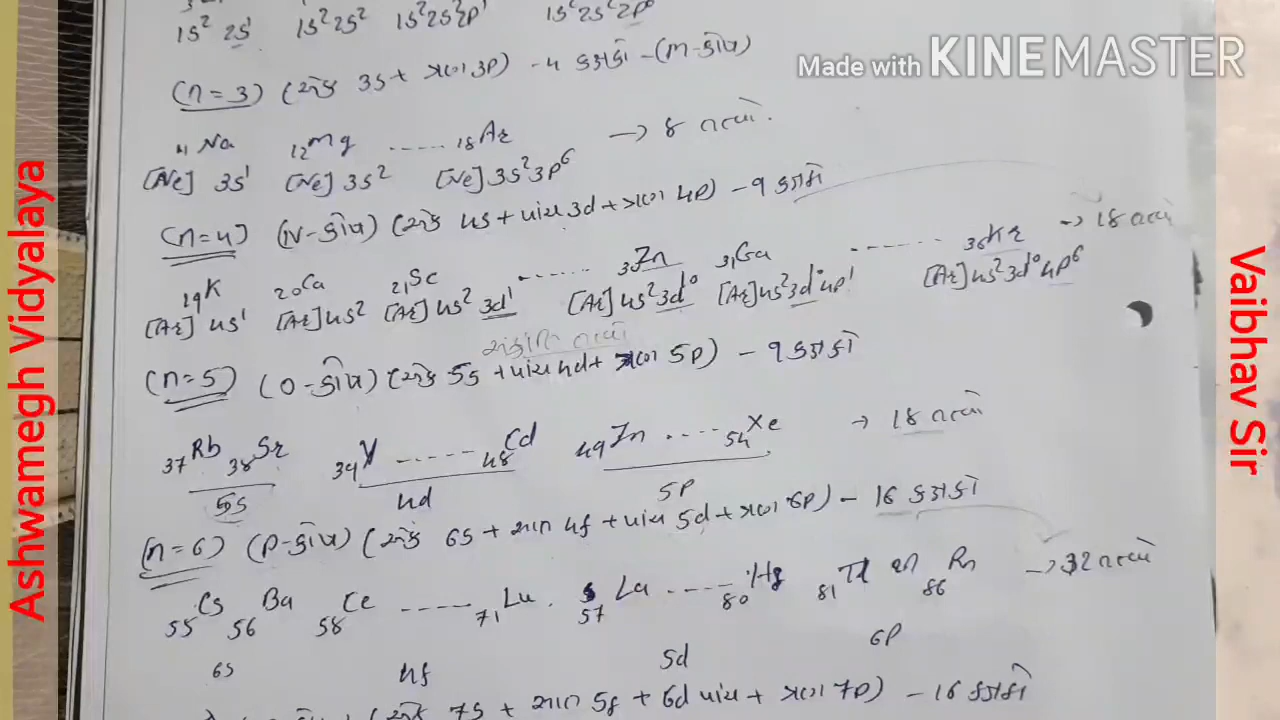 1s² 2s¹ 1s² 2s² 1s² 2s² 2p¹ 1s² 2s² 2p⁶
Made with KINEMASTER
(n=3) (એક 3s + ત્રણ 3p) - 4 કક્ષકો - (M-કોષ)
₁₁Na ₁₂Mg ..... ₁₈Ar → 8 તત્વો.
[Ne] 3s¹ [Ne] 3s² [Ne] 3s² 3p⁶
(n=4) (N-કોષ) (એક 4s + પાંચ 3d + ત્રણ 4p) - 9 કક્ષકો
₁₉K ₂₀Ca ₂₁Sc ...... ₃₀Zn ₃₁Ga ....... ₃₆Kr → 18 તત્વો
[Ar] 4s¹ [Ar] 4s² [Ar] 4s² 3d¹ [Ar] 4s² 3d¹⁰ [Ar] 4s² 3d¹⁰ 4p¹ [Ar] 4s² 3d¹⁰ 4p⁶
સંક્રાંતિ તત્વો
(n=5) (O-કોષ) (એક 5s + પાંચ 4d + ત્રણ 5p) - 9 કક્ષકો
₃₇Rb ₃₈Sr ₃₉Y ...... ₄₈Cd ₄₉In .... ₅₄Xe → 18 તત્વો
5s 4d 5p
(n=6) (P-કોષ) (એક 6s + સાત 4f + પાંચ 5d + ત્રણ 6p) - 16 કક્ષકો
₅₅Cs ₅₆Ba ₅₈Ce ..... ₇₁Lu. ₅₇La ..... ₈₀Hg ₈₁Tl થી ₈₆Rn → 32 તત્વો
6s 4f 5d 6p
(એક 7s + સાત 5f + 6d પાંચ + ત્રણ 7p) - 16 કક્ષકો
Ashwamegh Vidyalaya
Vaibhav Sir